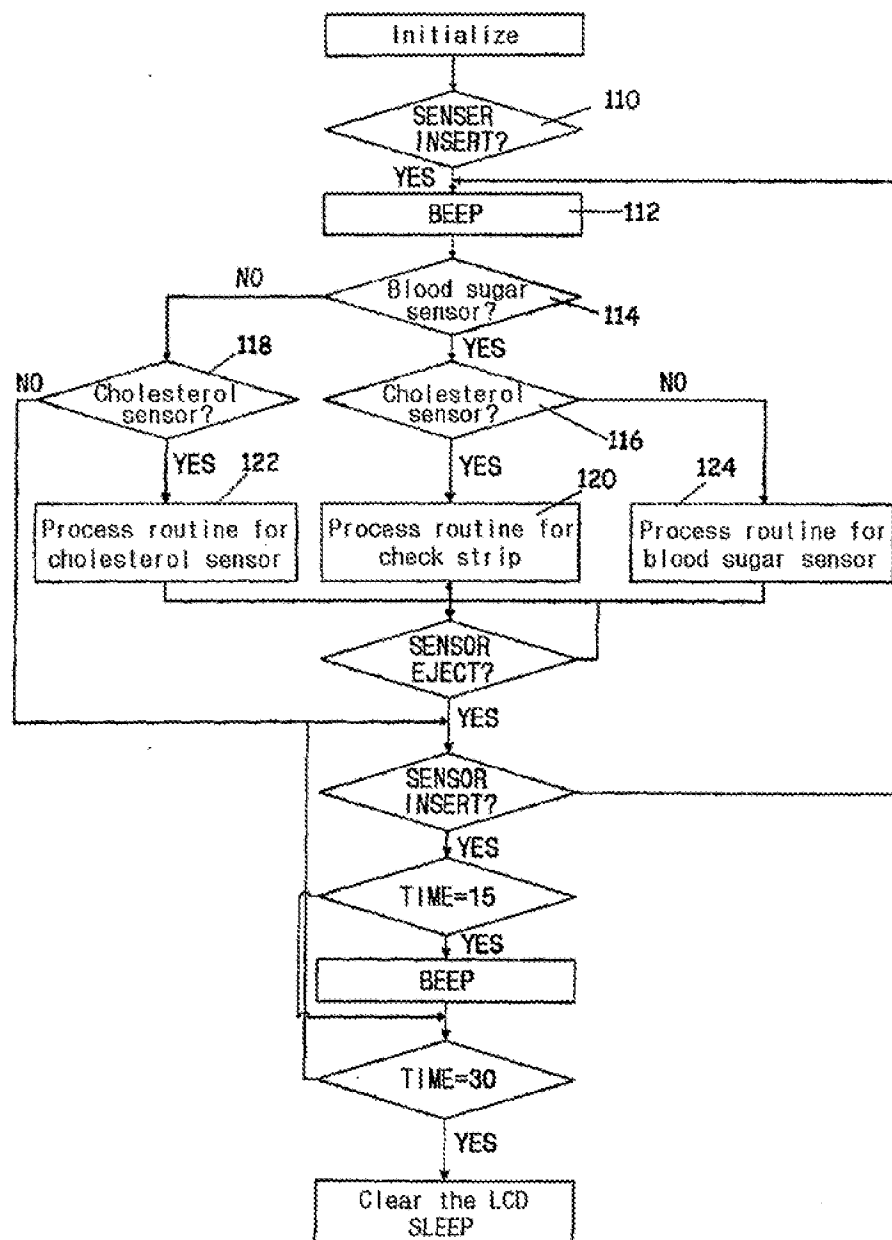 Initialize
SENSER
INSERT?
110
YES
BEEP
112
NO
Blood sugar
sensor?
114
118
YES
NO
Cholesterol
sensor?
Cholesterol
sensor?
NO
116
YES
122
YES
120
124
Process routine for
cholesterol sensor
Process routine for
check strip
Process routine for
blood sugar sensor
SENSOR
EJECT?
YES
SENSOR
INSERT?
YES
TIME=15
YES
BEEP
TIME=30
YES
Clear the LCD
SLEEP